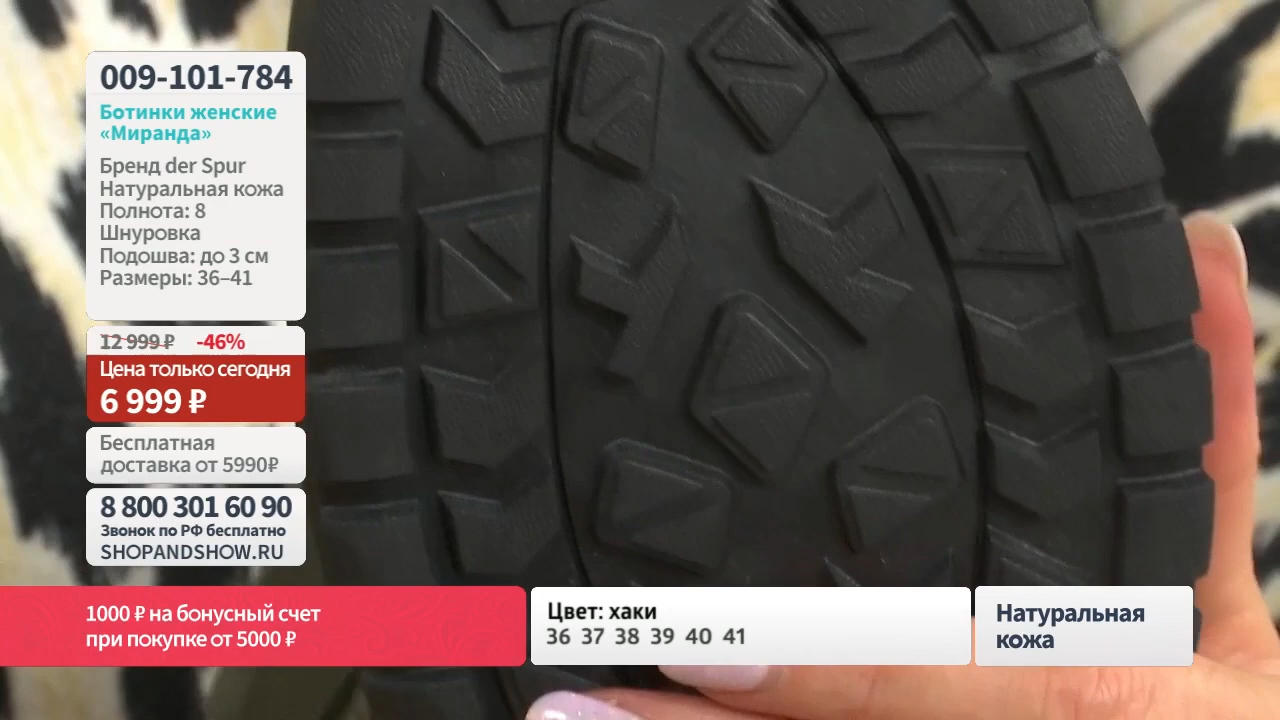 009-101-784
Ботинки женские
«Миранда»
Бренд der Spur
Натуральная кожа
Полнота: 8
Шнуровка
Подошва: до 3 см
Размеры: 36–41
12 999 ₽ -46%
Цена только сегодня
6 999 ₽
Бесплатная
доставка от 5990₽
8 800 301 60 90
Звонок по РФ бесплатно
SHOPANDSHOW.RU
1000 ₽ на бонусный счет
при покупке от 5000 ₽
Цвет: хаки
36 37 38 39 40 41
Натуральная
кожа